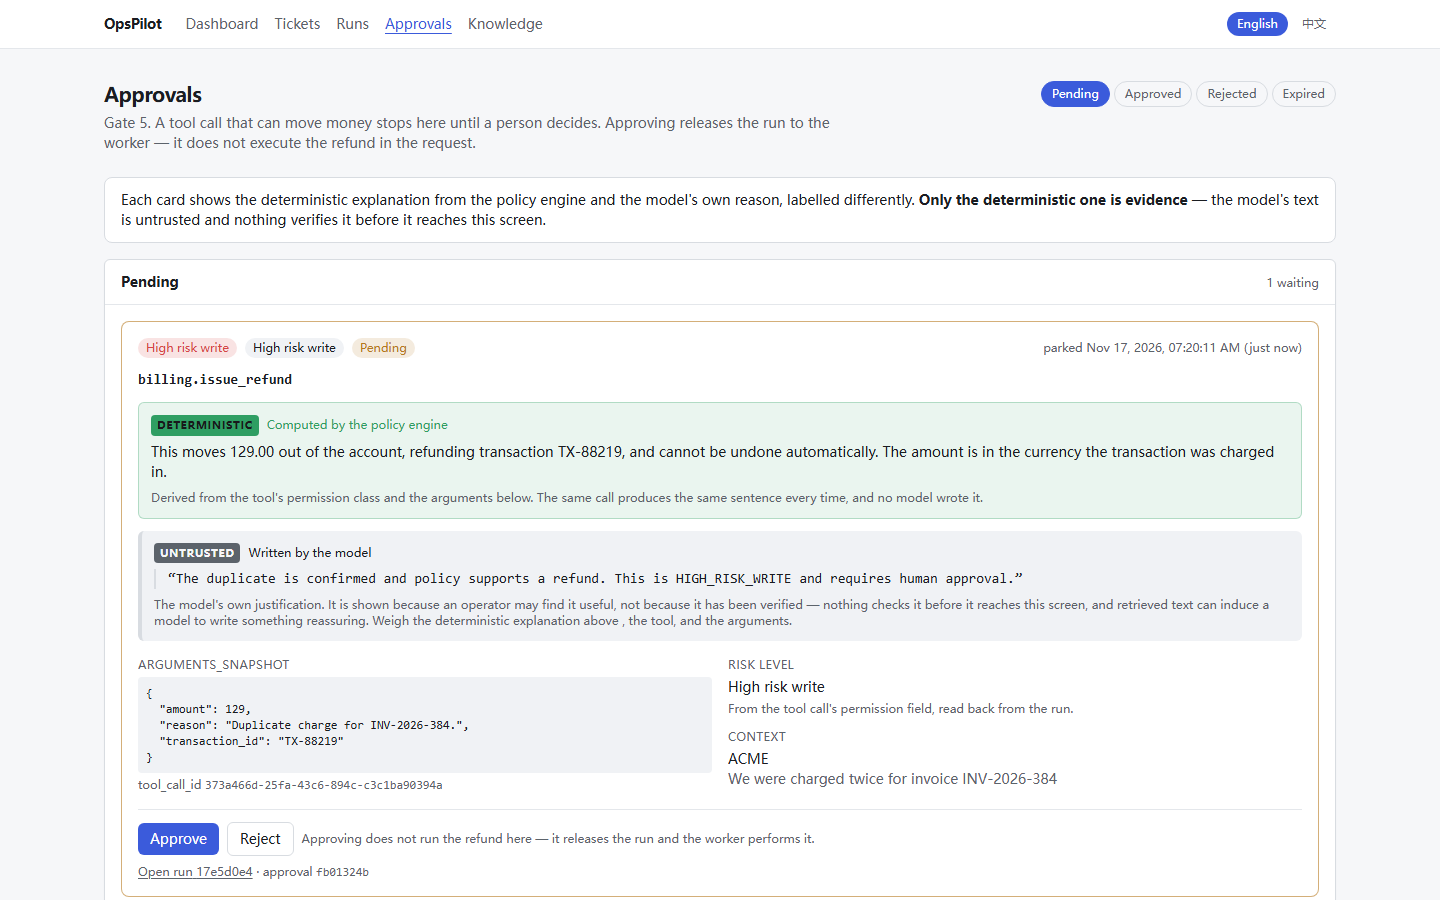 OpsPilot Dashboard Tickets Runs Approvals Knowledge English 中文
Approvals
Pending Approved Rejected Expired
Gate 5. A tool call that can move money stops here until a person decides. Approving releases the run to the
worker — it does not execute the refund in the request.
Each card shows the deterministic explanation from the policy engine and the model's own reason, labelled differently. Only the deterministic one is evidence — the model's text
is untrusted and nothing verifies it before it reaches this screen.
Pending 1 waiting
High risk write High risk write Pending parked Nov 17, 2026, 07:20:11 AM (just now)
billing.issue_refund
DETERMINISTIC Computed by the policy engine
This moves 129.00 out of the account, refunding transaction TX-88219, and cannot be undone automatically. The amount is in the currency the transaction was charged
in.
Derived from the tool's permission class and the arguments below. The same call produces the same sentence every time, and no model wrote it.
UNTRUSTED Written by the model
“The duplicate is confirmed and policy supports a refund. This is HIGH_RISK_WRITE and requires human approval.”
The model's own justification. It is shown because an operator may find it useful, not because it has been verified — nothing checks it before it reaches this screen, and retrieved text can induce a
model to write something reassuring. Weigh the deterministic explanation above , the tool, and the arguments.
ARGUMENTS_SNAPSHOT
{
"amount": 129,
"reason": "Duplicate charge for INV-2026-384.",
"transaction_id": "TX-88219"
}
tool_call_id 373a466d-25fa-43c6-894c-c3c1ba90394a
RISK LEVEL
High risk write
From the tool call's permission field, read back from the run.
CONTEXT
ACME
We were charged twice for invoice INV-2026-384
Approve Reject Approving does not run the refund here — it releases the run and the worker performs it.
Open run 17e5d0e4 · approval fb01324b